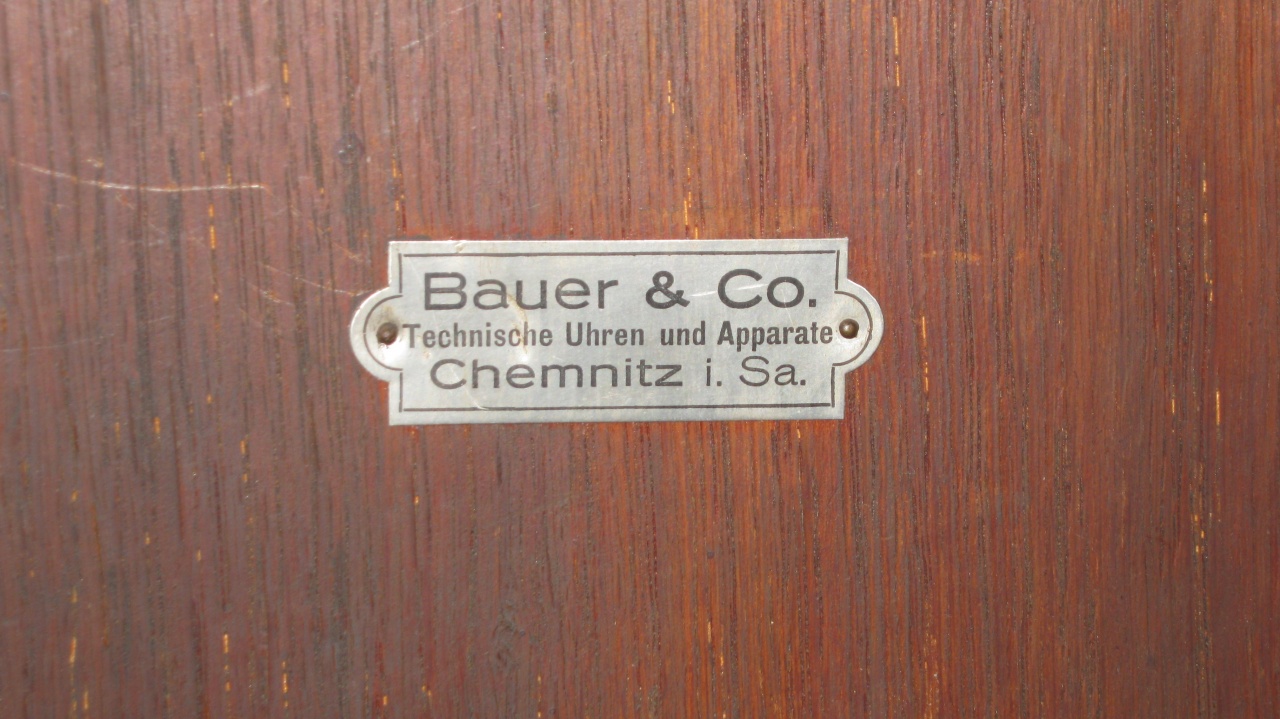 Bauer & Co.
Technische Uhren und Apparate
Chemnitz i. Sa.